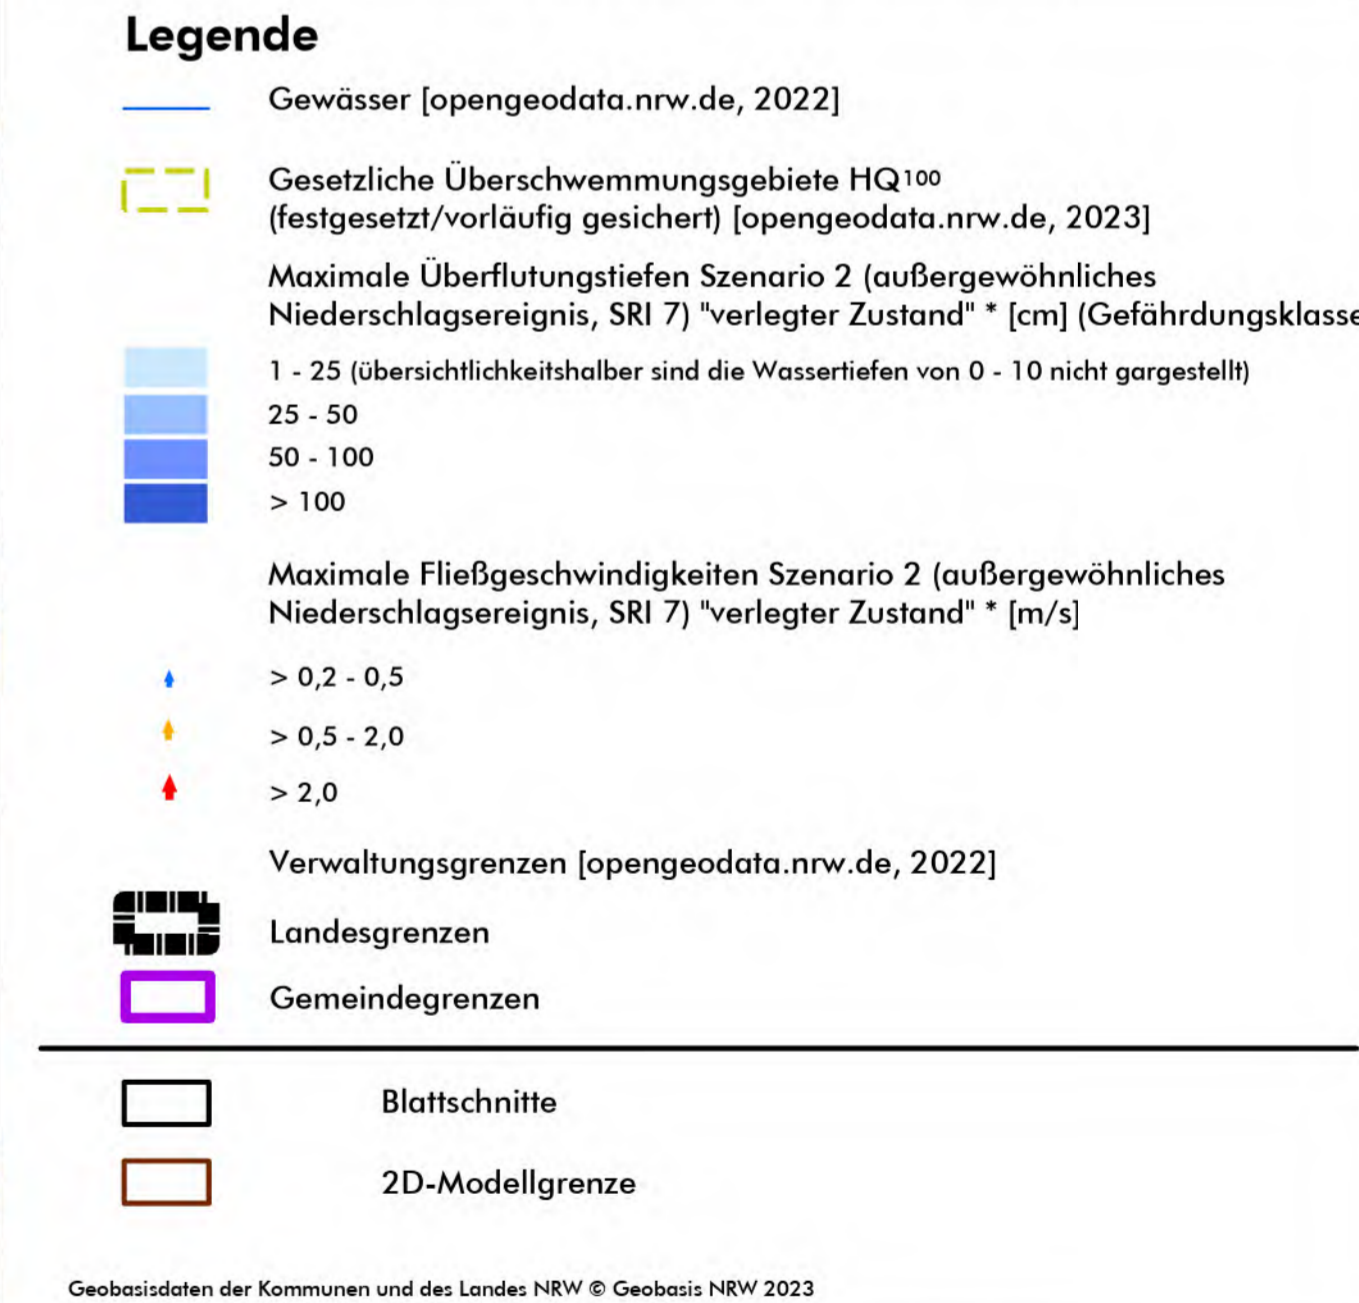 Legende
Gewässer [opengeodata.nrw.de, 2022]
Gesetzliche Überschwemmungsgebiete HQ100
(festgesetzt/vorläufig gesichert) [opengeodata.nrw.de, 2023]
Maximale Überflutungstiefen Szenario 2 (außergewöhnliches
Niederschlagsereignis, SRI 7) "verlegter Zustand" * [cm] (Gefährdungsklasse
1 - 25 (übersichtlichkeitshalber sind die Wassertiefen von 0 - 10 nicht gargestellt)
25 - 50
50 - 100
> 100
Maximale Fließgeschwindigkeiten Szenario 2 (außergewöhnliches
Niederschlagsereignis, SRI 7) "verlegter Zustand" * [m/s]
> 0,2 - 0,5
> 0,5 - 2,0
> 2,0
Verwaltungsgrenzen [opengeodata.nrw.de, 2022]
Landesgrenzen
Gemeindegrenzen
Blattschnitte
2D-Modellgrenze
Geobasisdaten der Kommunen und des Landes NRW © Geobasis NRW 2023